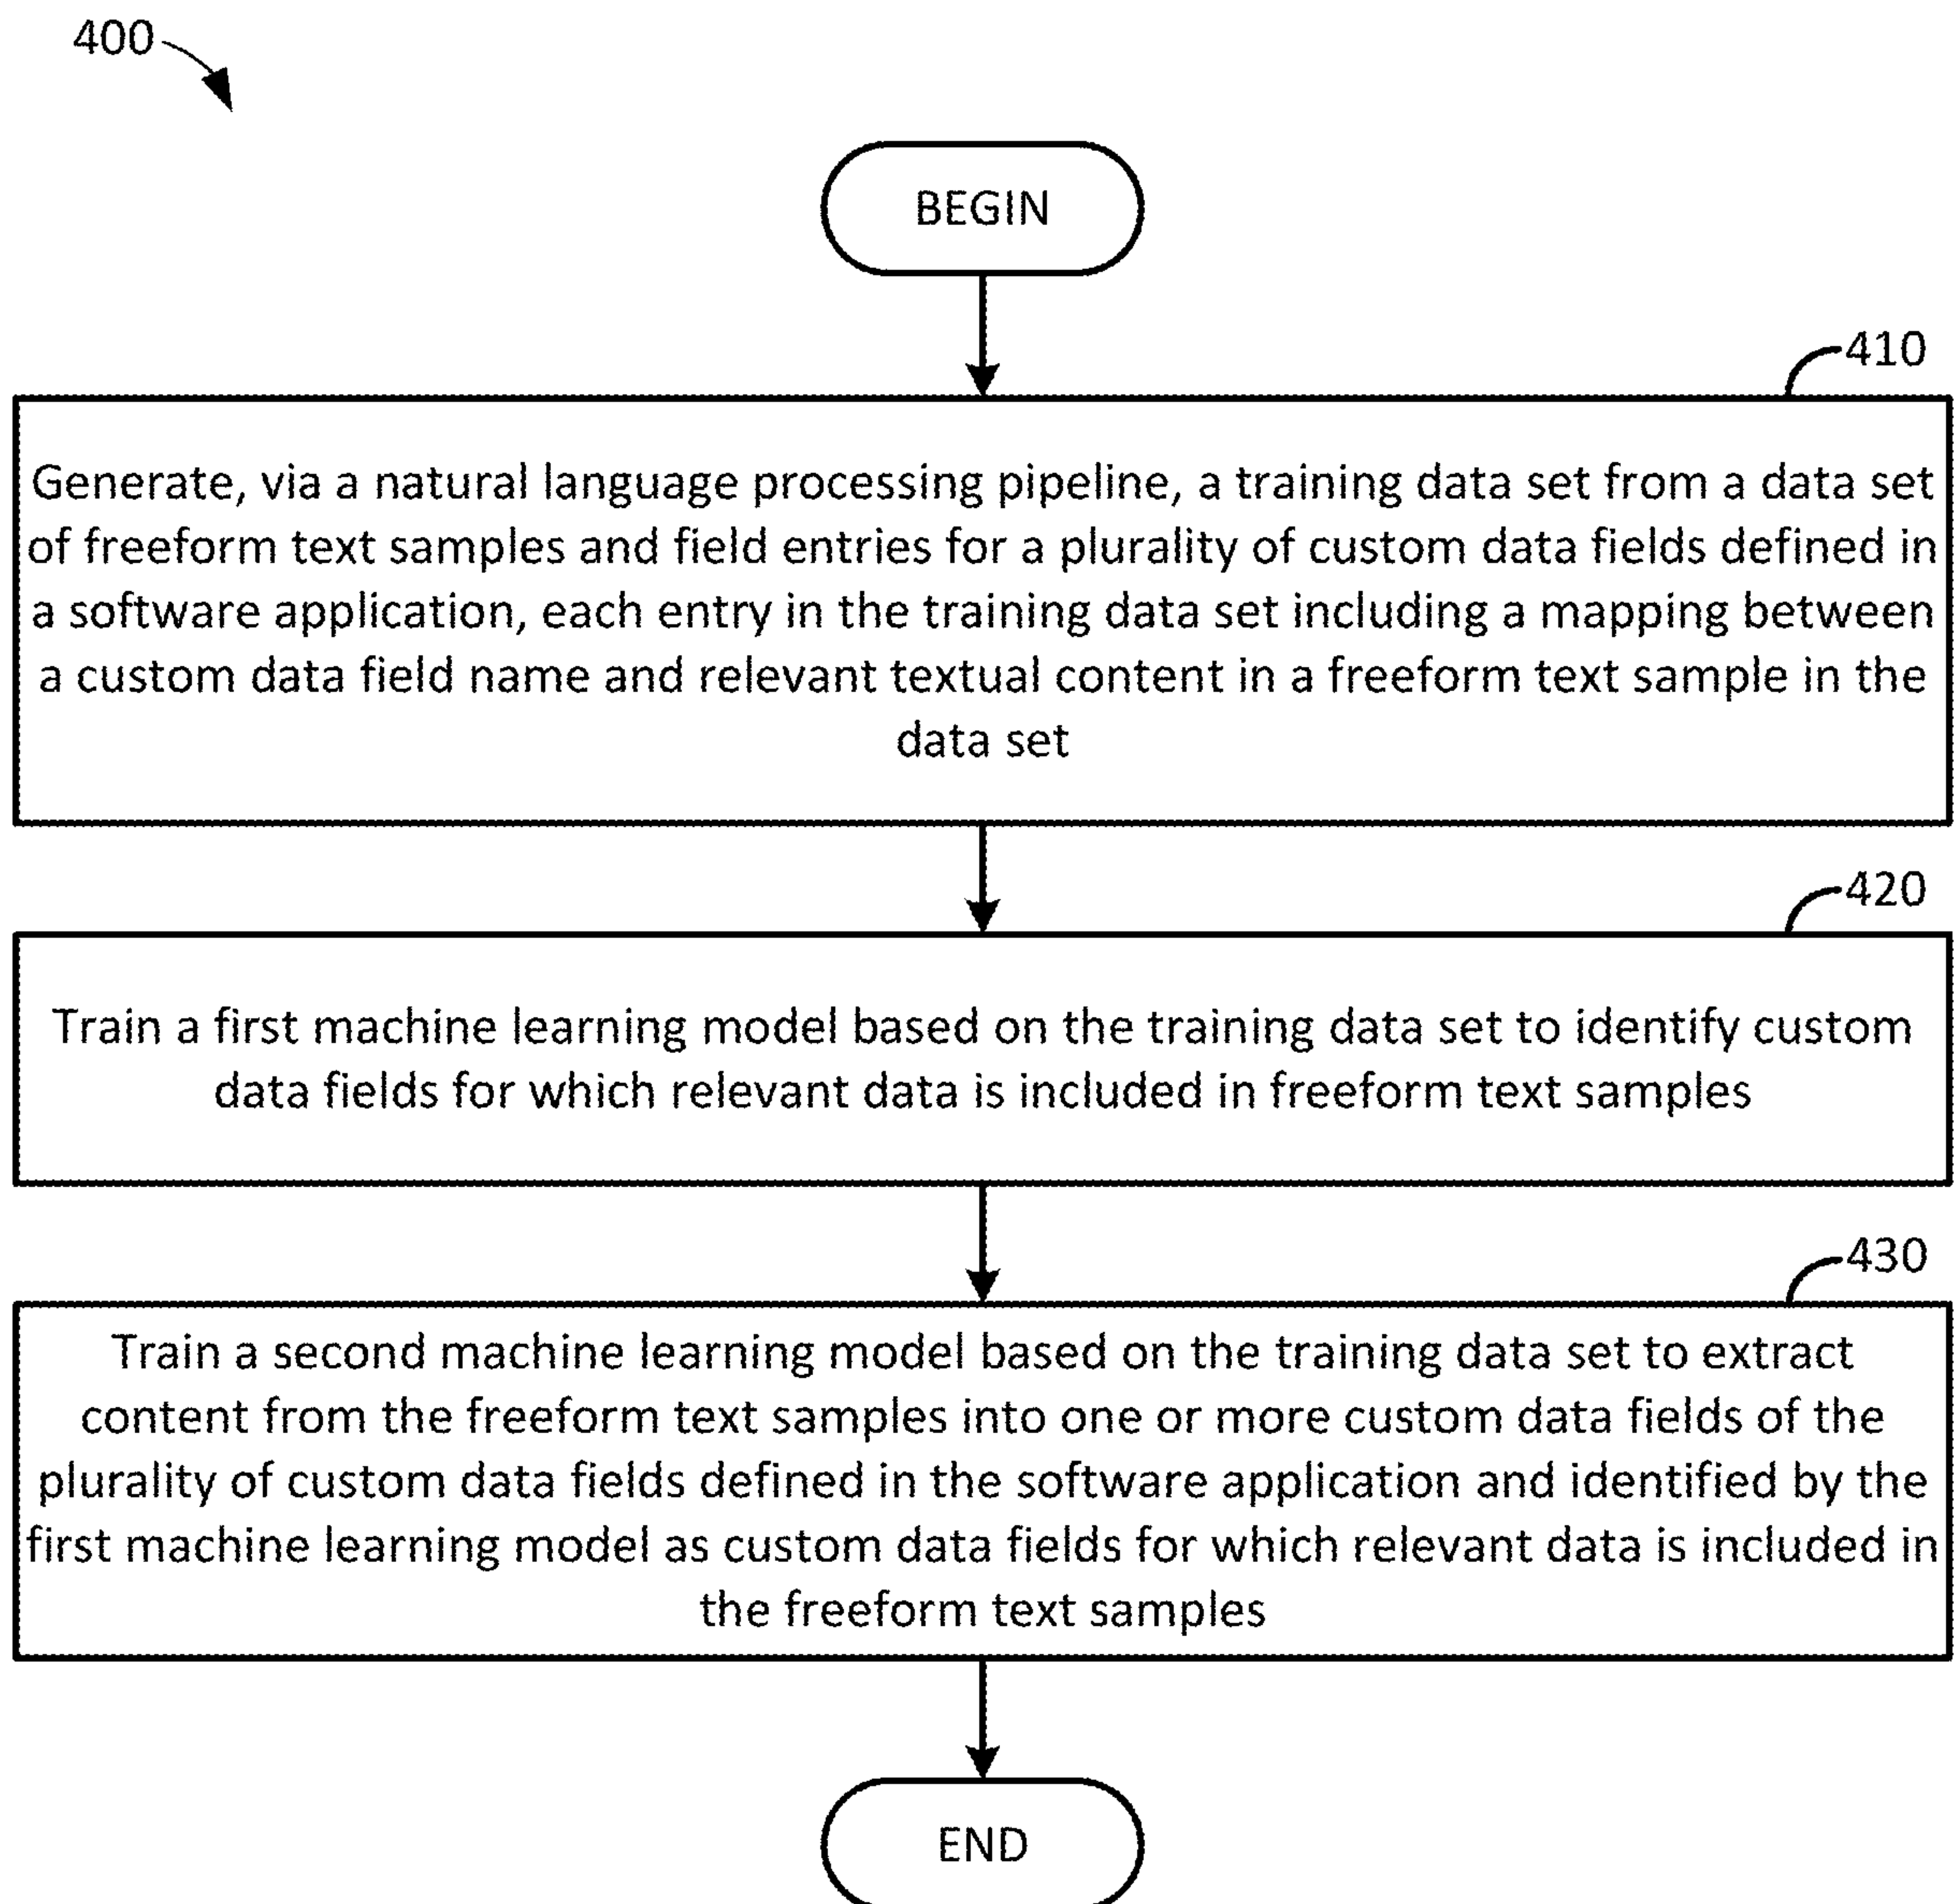 400
BEGIN
410
Generate, via a natural language processing pipeline, a training data set from a data set
of freeform text samples and field entries for a plurality of custom data fields defined in
a software application, each entry in the training data set including a mapping between
a custom data field name and relevant textual content in a freeform text sample in the
data set
420
Train a first machine learning model based on the training data set to identify custom
data fields for which relevant data is included in freeform text samples
430
Train a second machine learning model based on the training data set to extract
content from the freeform text samples into one or more custom data fields of the
plurality of custom data fields defined in the software application and identified by the
first machine learning model as custom data fields for which relevant data is included in
the freeform text samples
END